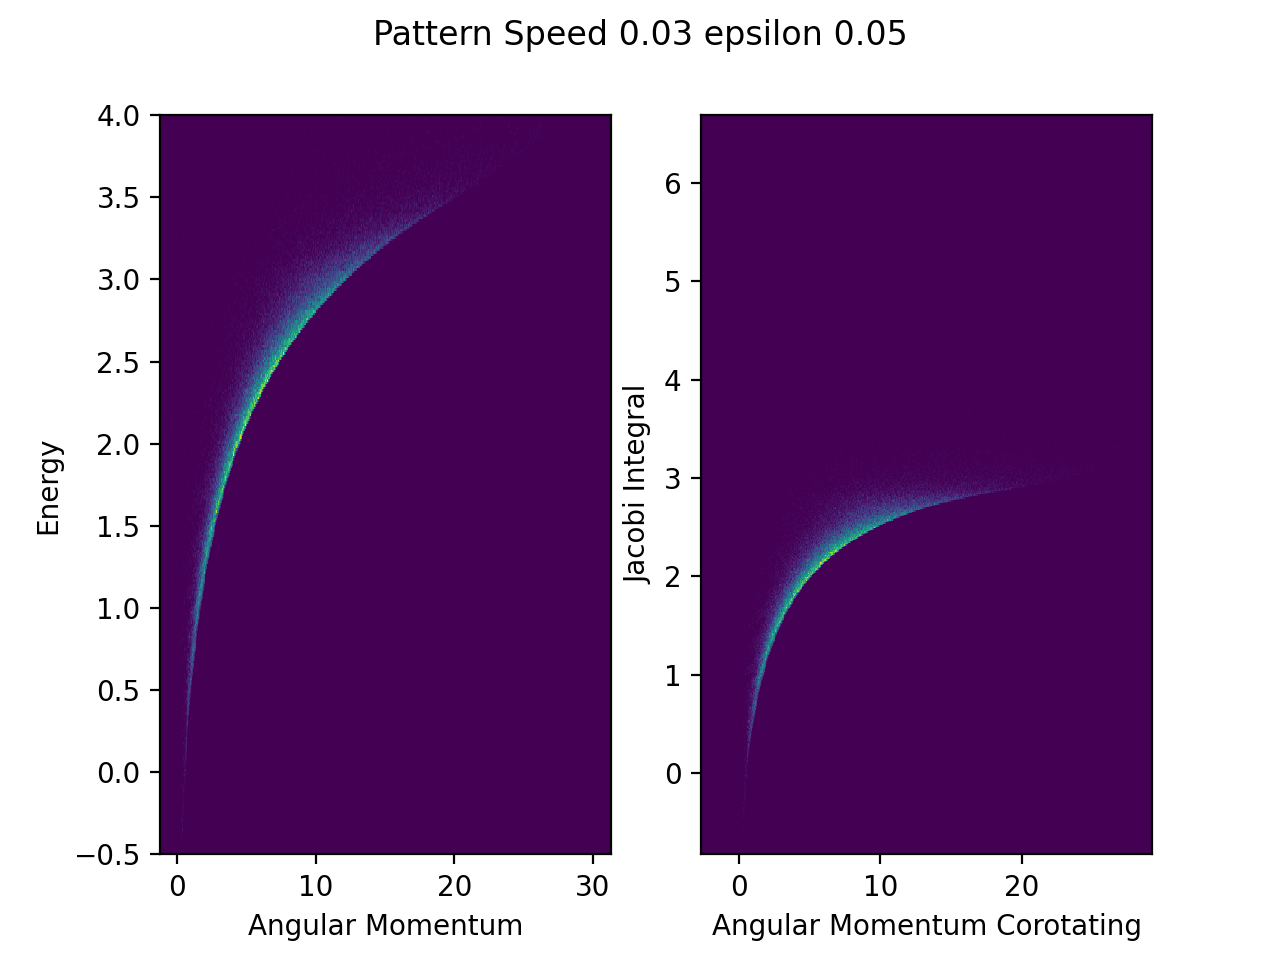 Pattern Speed 0.03 epsilon 0.05
Energy
4.0
3.5
3.0
2.5
2.0
1.5
1.0
0.5
0.0
−0.5
0 10 20 30
Angular Momentum
Jacobi Integral
6
5
4
3
2
1
0
0 10 20
Angular Momentum Corotating